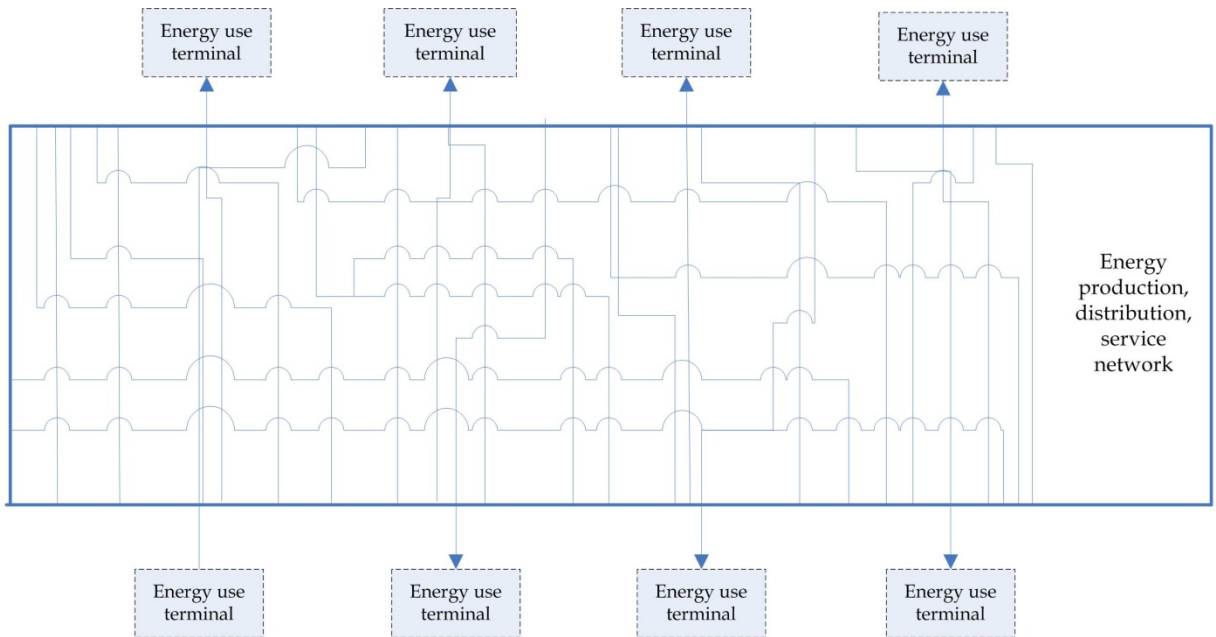 Energy use
terminal
Energy use
terminal
Energy use
terminal
Energy use
terminal
Energy
production,
distribution,
service
network
Energy use
terminal
Energy use
terminal
Energy use
terminal
Energy use
terminal